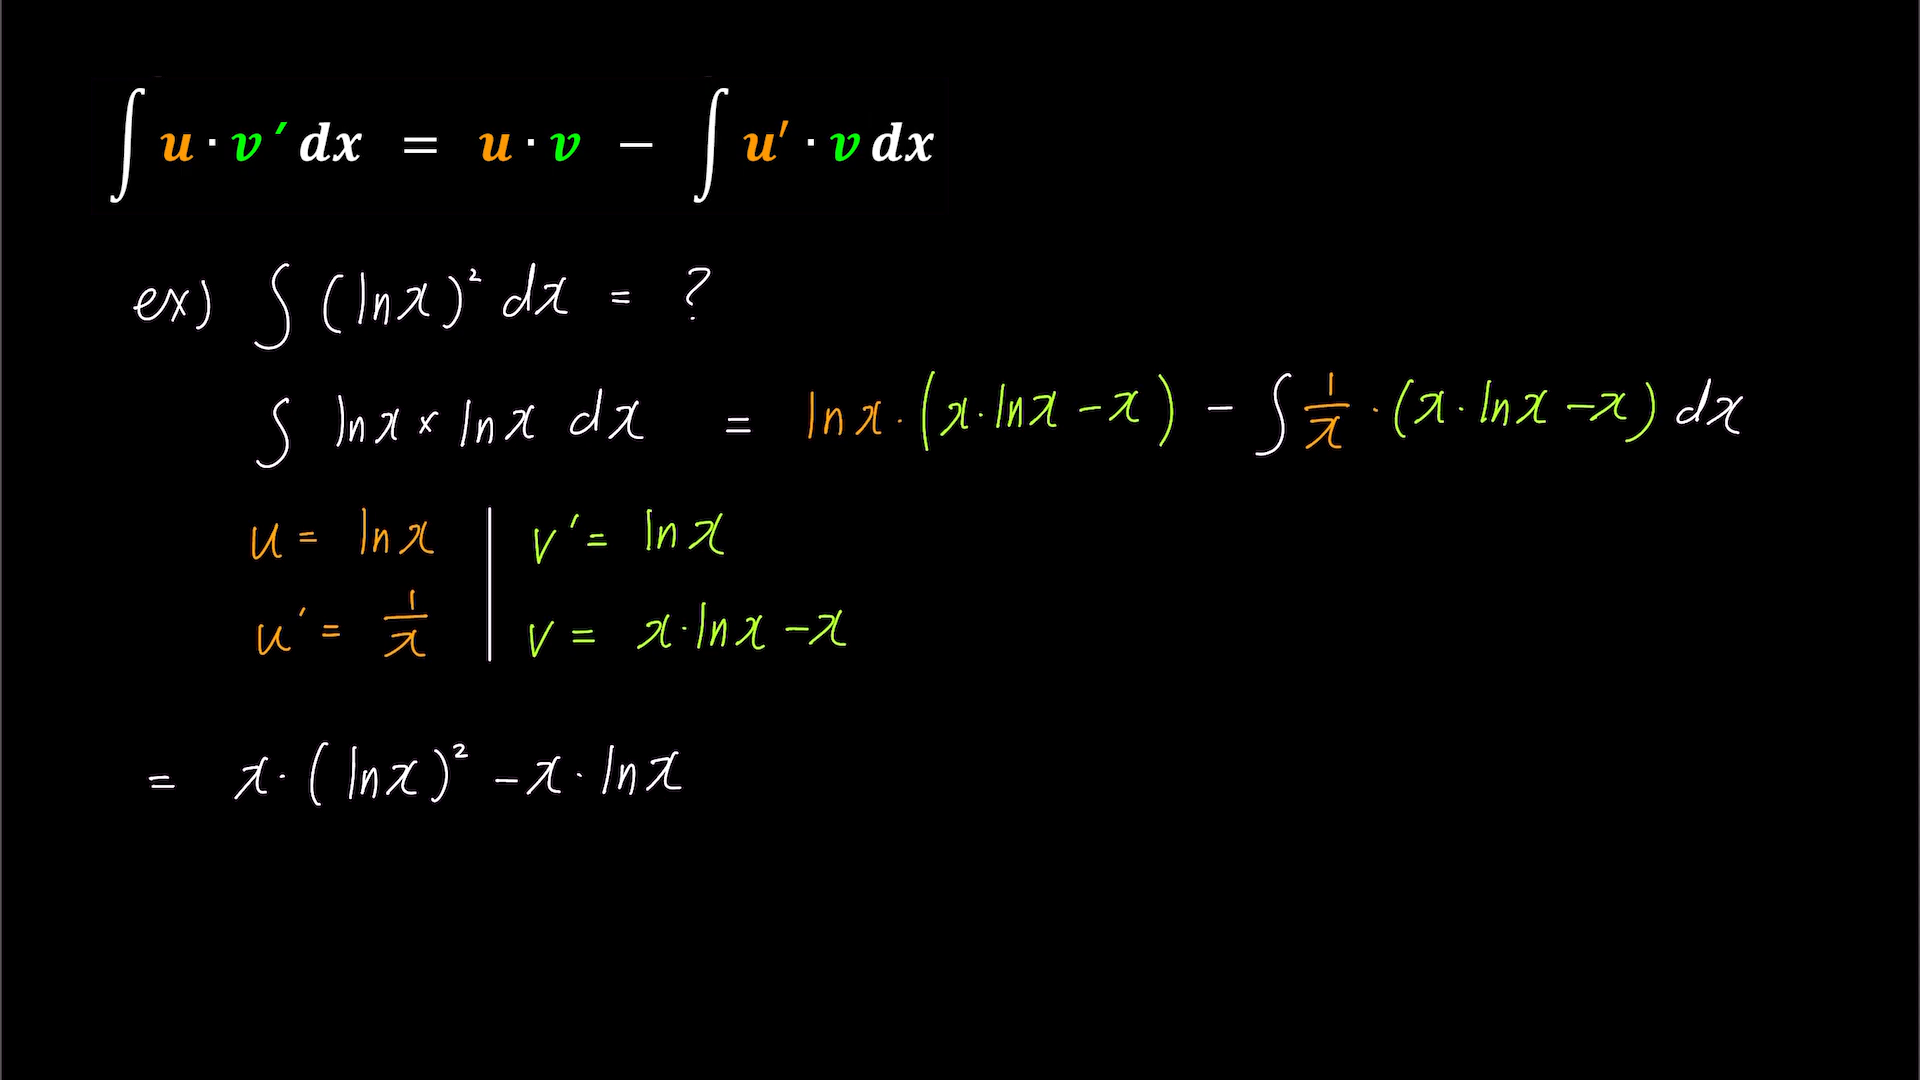 ∫ u · v′ dx = u · v − ∫ u′ · v dx
ex) ∫ (ln x)² dx = ?
∫ ln x × ln x dx = ln x · (x · ln x − x) − ∫ 1/x · (x · ln x − x) dx
u = ln x | v′ = ln x
u′ = 1/x | v = x · ln x − x
= x · (ln x)² − x · ln x